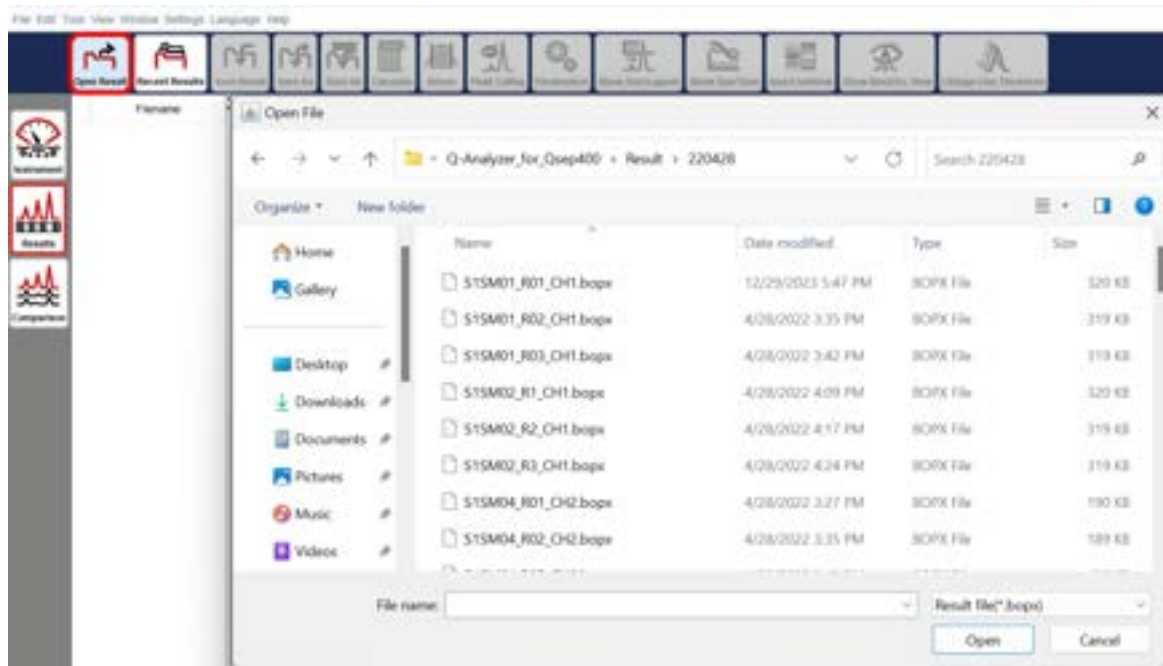 File Edit Tool View Window Settings Language Help
Open Result
Recent Results
Filename
Instrument
Results
Comparison
Open File
Q-Analyzer_for_Qsep400 › Result › 220428
Search 220428
Organize
New folder
Home
Gallery
Desktop
Downloads
Documents
Pictures
Music
Videos
Name Date modified Type Size
S1SM01_R01_CH1.bopx 12/29/2023 5:47 PM BOPX File 320 KB
S1SM01_R02_CH1.bopx 4/28/2022 3:35 PM BOPX File 319 KB
S1SM01_R03_CH1.bopx 4/28/2022 3:42 PM BOPX File 319 KB
S1SM02_R1_CH1.bopx 4/28/2022 4:09 PM BOPX File 320 KB
S1SM02_R2_CH1.bopx 4/28/2022 4:17 PM BOPX File 319 KB
S1SM02_R3_CH1.bopx 4/28/2022 4:24 PM BOPX File 319 KB
S1SM04_R01_CH2.bopx 4/28/2022 3:27 PM BOPX File 190 KB
S1SM04_R02_CH2.bopx 4/28/2022 3:35 PM BOPX File 189 KB
File name:
Result file(*.bopx)
Open
Cancel